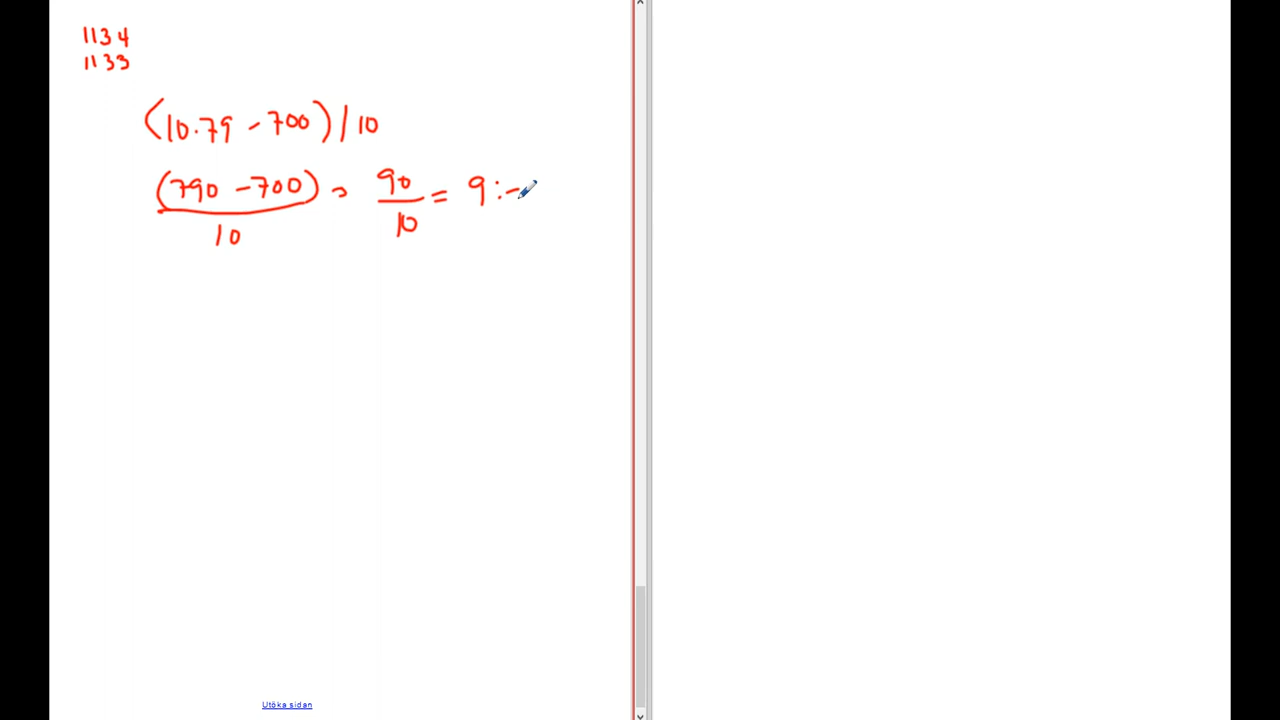 1134
1133
(10.79 - 700) / 10
(790 - 700) / 10 = 90 / 10 = 9:-
Utöka sidan